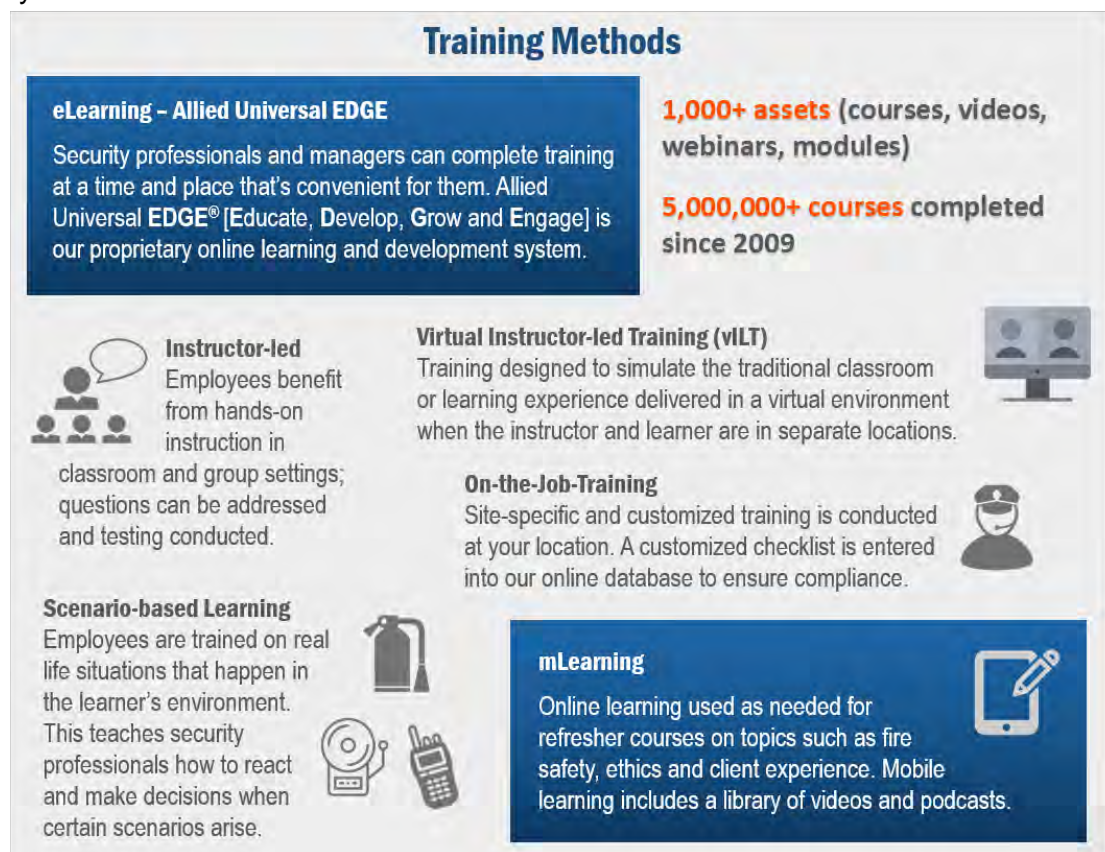 Training Methods
eLearning – Allied Universal EDGE
Security professionals and managers can complete training
at a time and place that's convenient for them. Allied
Universal EDGE® [Educate, Develop, Grow and Engage] is
our proprietary online learning and development system.
1,000+ assets (courses, videos,
webinars, modules)
5,000,000+ courses completed
since 2009
Instructor-led
Employees benefit
from hands-on
instruction in
classroom and group settings;
questions can be addressed
and testing conducted.
Virtual Instructor-led Training (vILT)
Training designed to simulate the traditional classroom
or learning experience delivered in a virtual environment
when the instructor and learner are in separate locations.
On-the-Job-Training
Site-specific and customized training is conducted
at your location. A customized checklist is entered
into our online database to ensure compliance.
Scenario-based Learning
Employees are trained on real
life situations that happen in
the learner's environment.
This teaches security
professionals how to react
and make decisions when
certain scenarios arise.
mLearning
Online learning used as needed for
refresher courses on topics such as fire
safety, ethics and client experience. Mobile
learning includes a library of videos and podcasts.